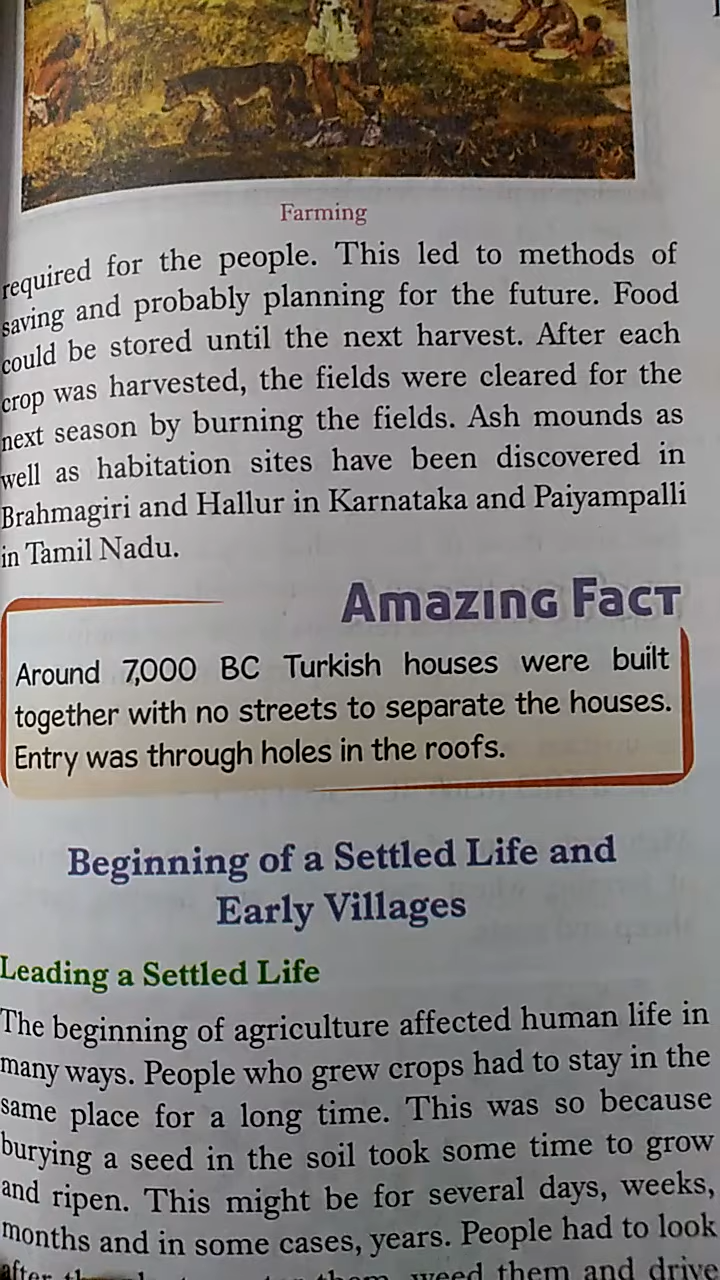 Farming
required for the people. This led to methods of
saving and probably planning for the future. Food
could be stored until the next harvest. After each
crop was harvested, the fields were cleared for the
next season by burning the fields. Ash mounds as
well as habitation sites have been discovered in
Brahmagiri and Hallur in Karnataka and Paiyampalli
in Tamil Nadu.
Amazing Fact
Around 7,000 BC Turkish houses were built
together with no streets to separate the houses.
Entry was through holes in the roofs.
Beginning of a Settled Life and
Early Villages
Leading a Settled Life
The beginning of agriculture affected human life in
many ways. People who grew crops had to stay in the
same place for a long time. This was so because
burying a seed in the soil took some time to grow
and ripen. This might be for several days, weeks,
months and in some cases, years. People had to look
after them, weed them and drive